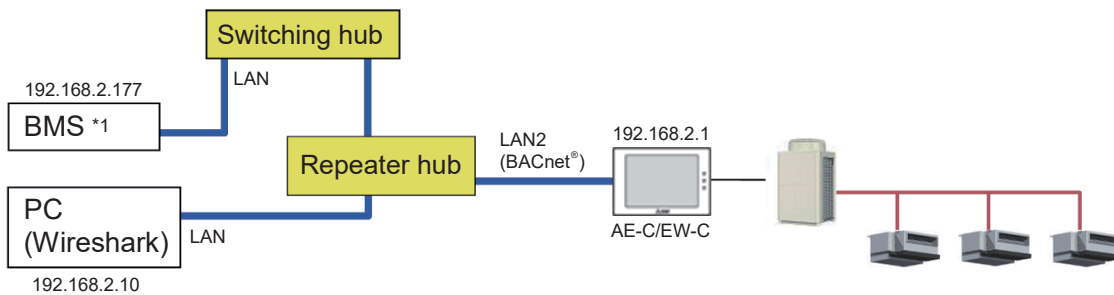 Switching hub
LAN
192.168.2.177
BMS *1
LAN2
(BACnet®)
192.168.2.1
Repeater hub
PC
(Wireshark)
LAN
AE-C/EW-C
192.168.2.10